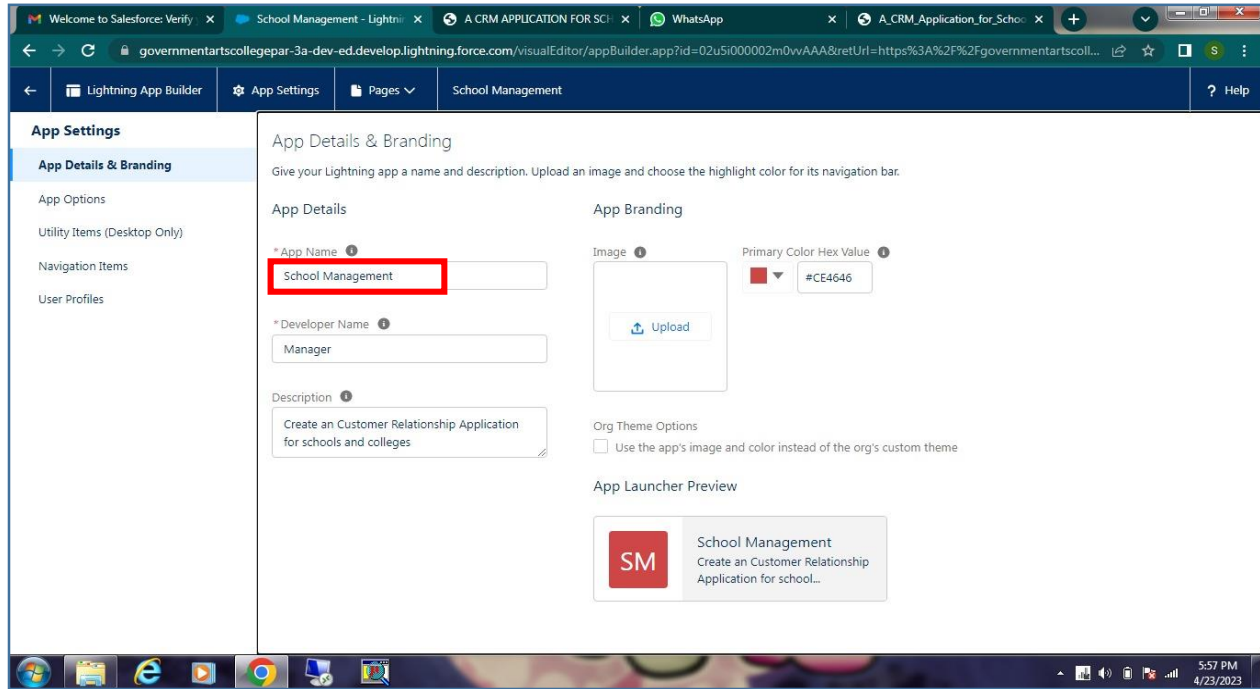 Welcome to Salesforce: Verify
School Management - Lightnin
A CRM APPLICATION FOR SCH
WhatsApp
A_CRM_Application_for_Schoo
governmentartscollegepar-3a-dev-ed.develop.lightning.force.com/visualEditor/appBuilder.app?id=02u5i000002m0vvAAA&retUrl=https%3A%2F%2Fgovernmentartscoll...
S
Lightning App Builder
App Settings
Pages
School Management
? Help
App Settings
App Details & Branding
App Options
Utility Items (Desktop Only)
Navigation Items
User Profiles
App Details & Branding
Give your Lightning app a name and description. Upload an image and choose the highlight color for its navigation bar.
App Details
*App Name
School Management
*Developer Name
Manager
Description
Create an Customer Relationship Application
for schools and colleges
App Branding
Image
Upload
Primary Color Hex Value
#CE4646
Org Theme Options
Use the app's image and color instead of the org's custom theme
App Launcher Preview
SM
School Management
Create an Customer Relationship
Application for school...
5:57 PM
4/23/2023